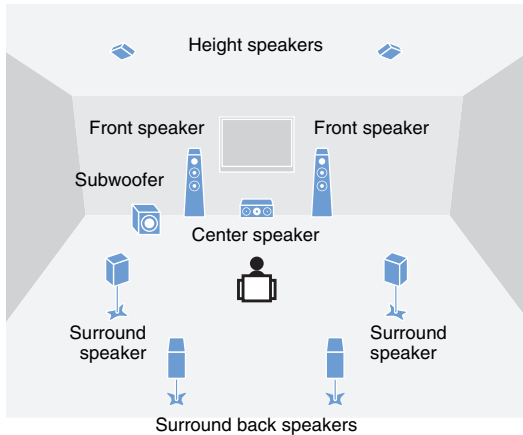 Height speakers
Front speaker
Front speaker
Subwoofer
Center speaker
Surround
speaker
Surround
speaker
Surround back speakers